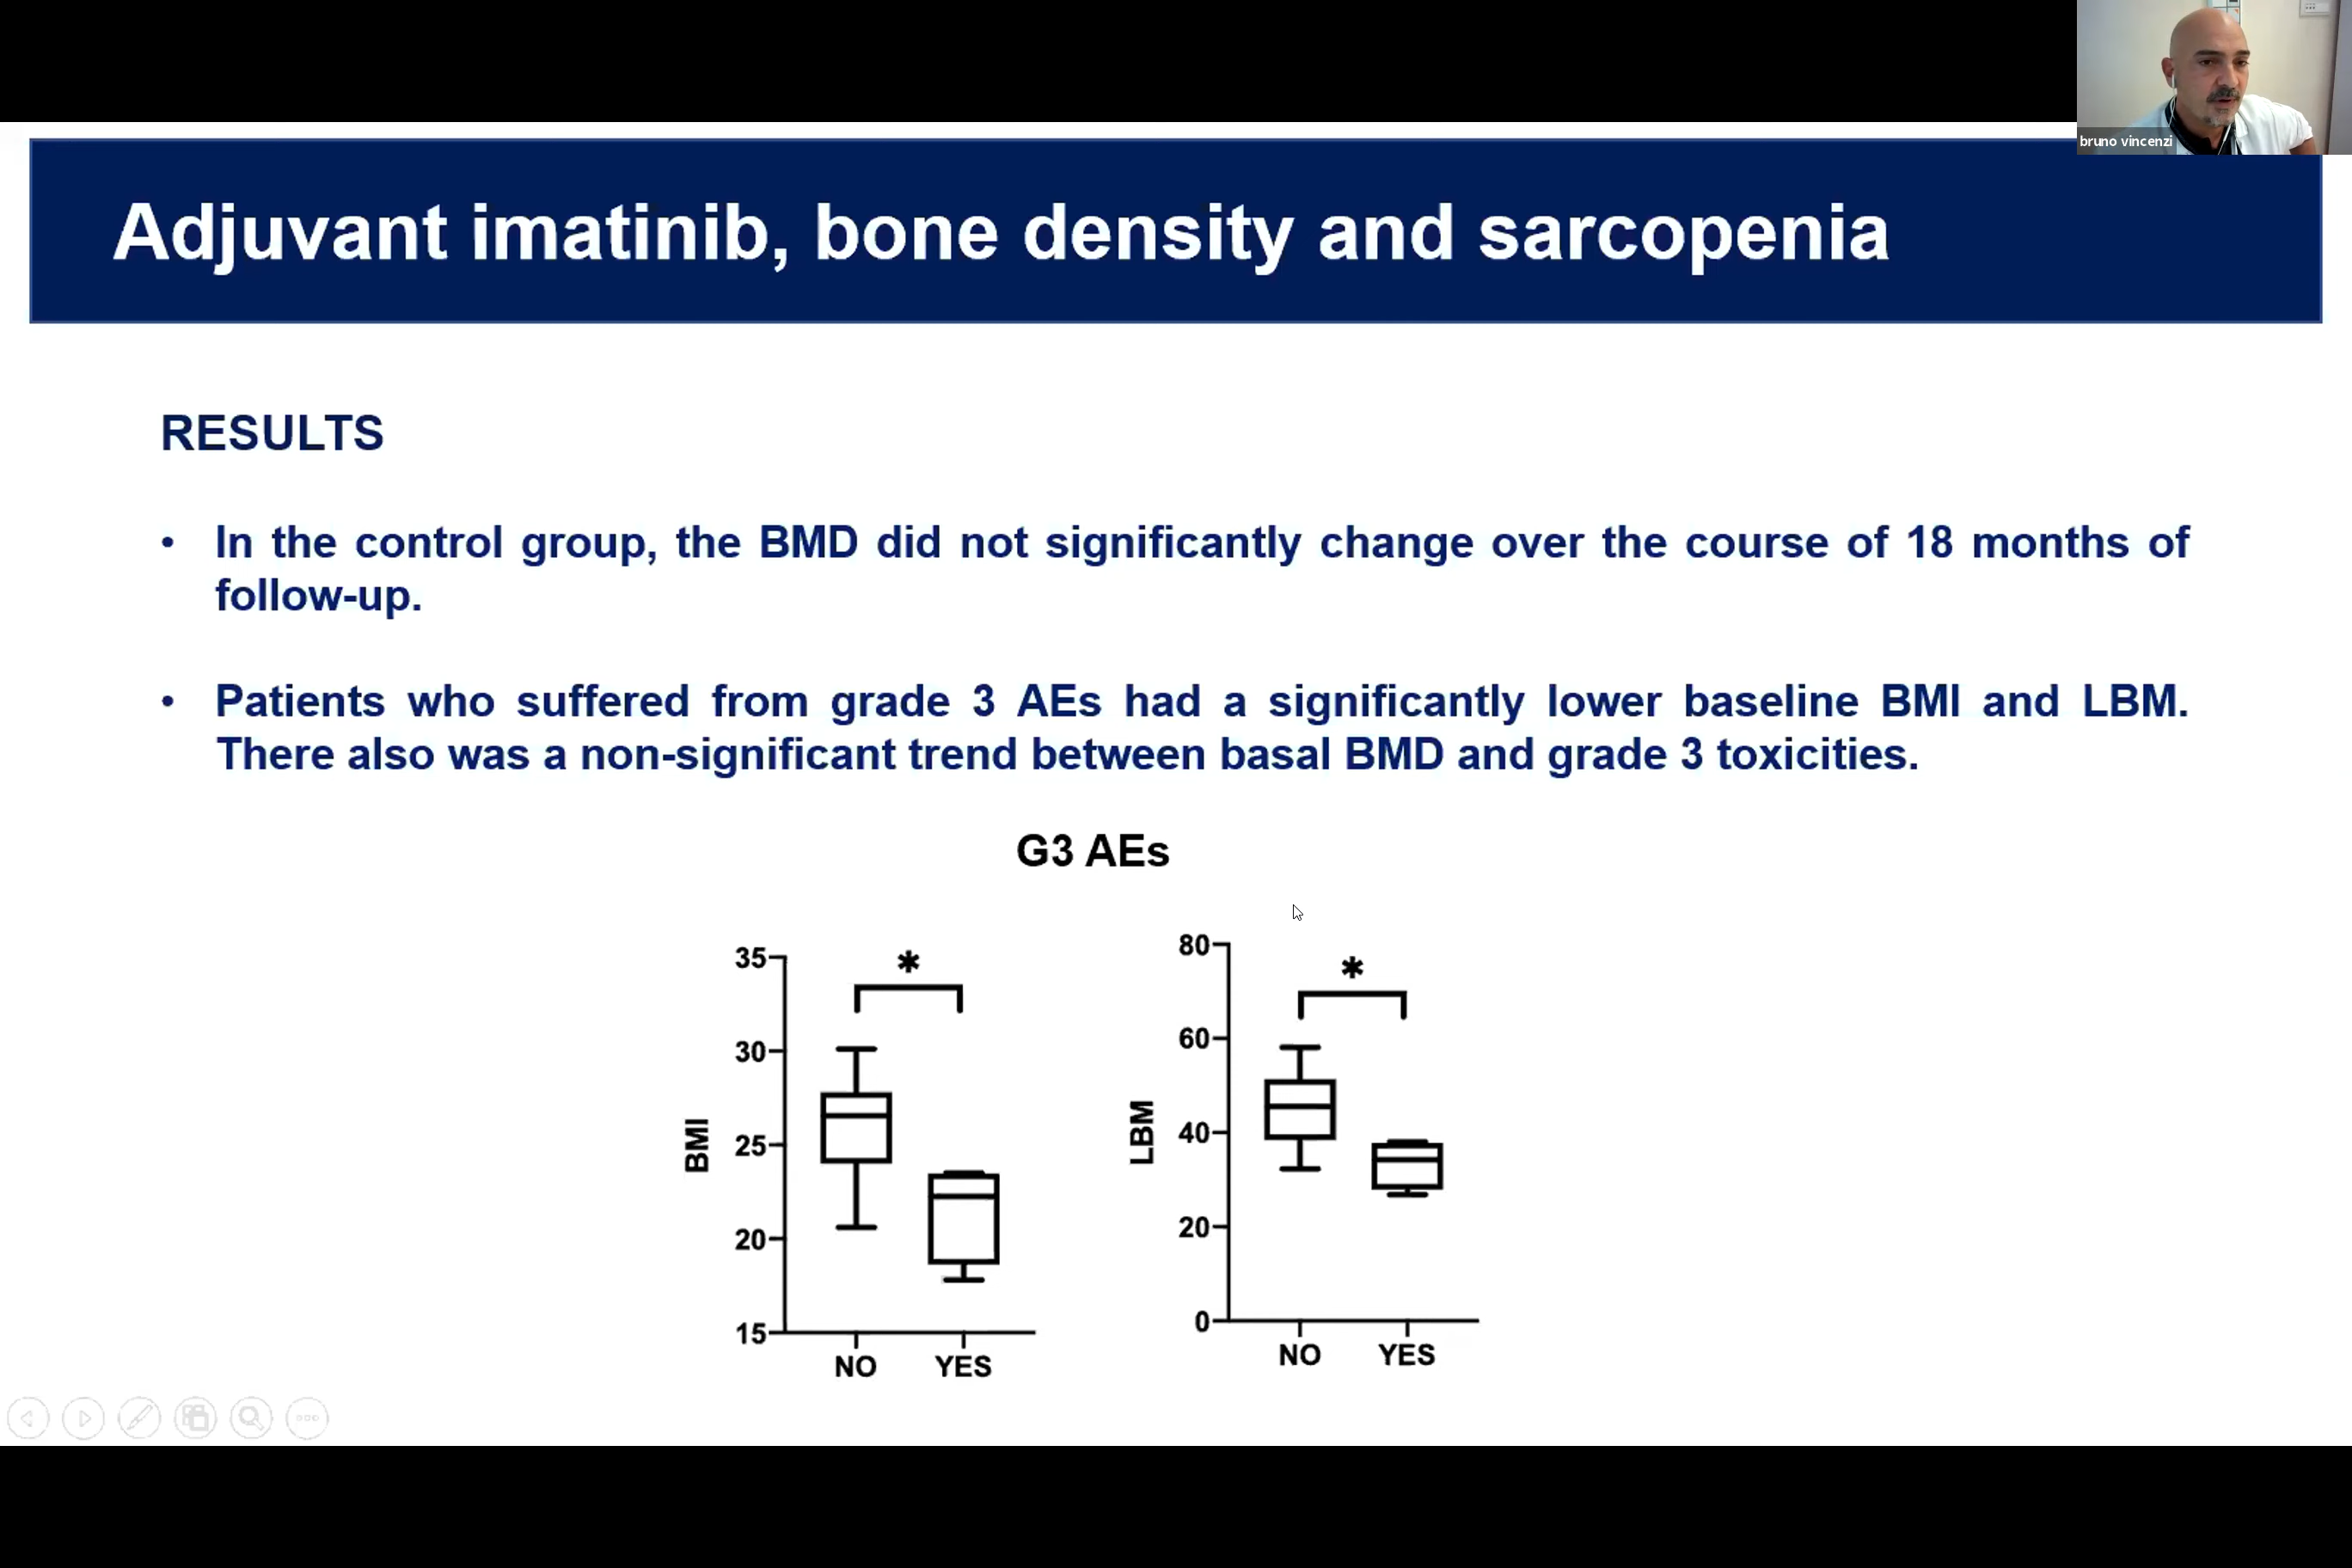 bruno vincenzi
Adjuvant imatinib, bone density and sarcopenia
RESULTS
• In the control group, the BMD did not significantly change over the course of 18 months of
follow-up.
• Patients who suffered from grade 3 AEs had a significantly lower baseline BMI and LBM.
There also was a non-significant trend between basal BMD and grade 3 toxicities.
G3 AEs
BMI
35
30
25
20
15
*
NO YES
LBM
80
60
40
20
0
*
NO YES